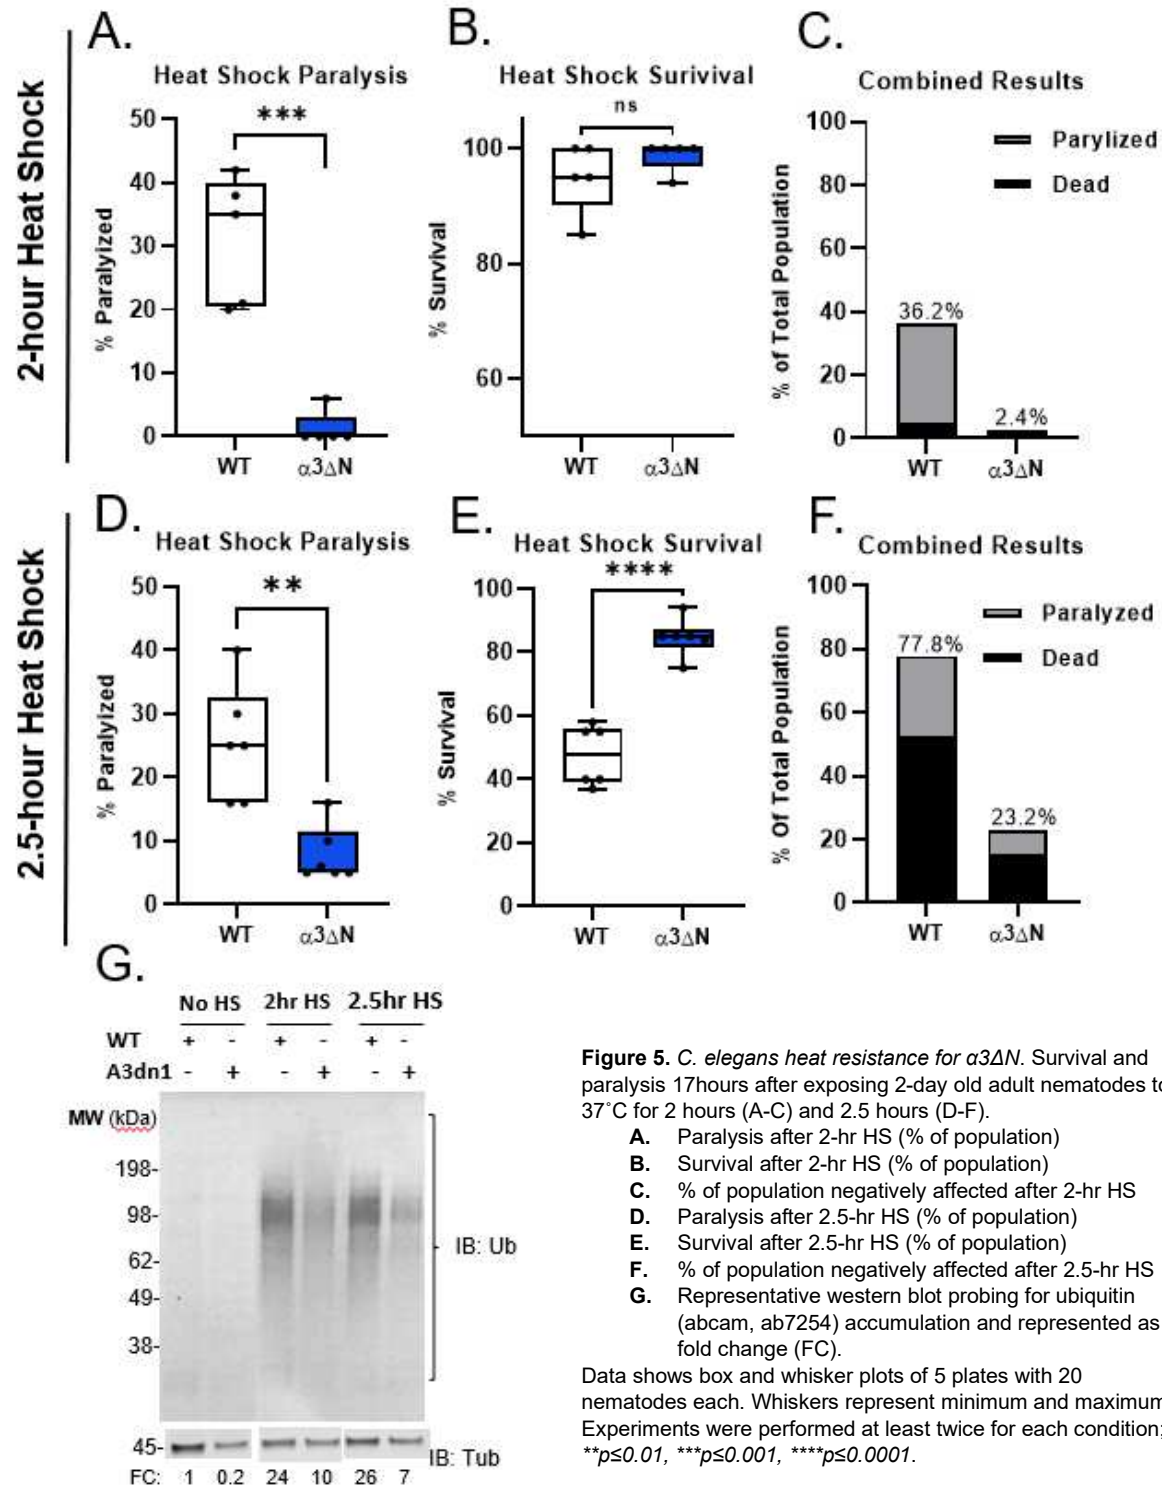 2-hour Heat Shock
A.
Heat Shock Paralysis
% Paralyized
50
40
30
20
10
0
***
WT
α3△N
B.
Heat Shock Surivival
% Survival
100
80
60
ns
WT
α3△N
C.
Combined Results
% of Total Population
100
80
60
40
20
0
Parylized
Dead
36.2%
2.4%
WT
α3△N
2.5-hour Heat Shock
D.
Heat Shock Paralysis
% Paralyized
50
40
30
20
10
0
**
WT
α3△N
E.
Heat Shock Survival
% Survival
100
80
60
40
20
0
****
WT
α3△N
F.
Combined Results
% Of Total Population
100
80
60
40
20
0
Paralyzed
Dead
77.8%
23.2%
WT
α3△N
G.
No HS 2hr HS 2.5hr HS
WT + - + - + -
A3dn1 - + - + - +
MW (kDa)
198-
98-
62-
49-
38-
IB: Ub
45-
IB: Tub
FC: 1 0.2 24 10 26 7
Figure 5. C. elegans heat resistance for α3ΔN. Survival and
paralysis 17hours after exposing 2-day old adult nematodes to
37˚C for 2 hours (A-C) and 2.5 hours (D-F).
A. Paralysis after 2-hr HS (% of population)
B. Survival after 2-hr HS (% of population)
C. % of population negatively affected after 2-hr HS
D. Paralysis after 2.5-hr HS (% of population)
E. Survival after 2.5-hr HS (% of population)
F. % of population negatively affected after 2.5-hr HS
G. Representative western blot probing for ubiquitin
(abcam, ab7254) accumulation and represented as
fold change (FC).
Data shows box and whisker plots of 5 plates with 20
nematodes each. Whiskers represent minimum and maximum
Experiments were performed at least twice for each condition;
**p≤0.01, ***p≤0.001, ****p≤0.0001.